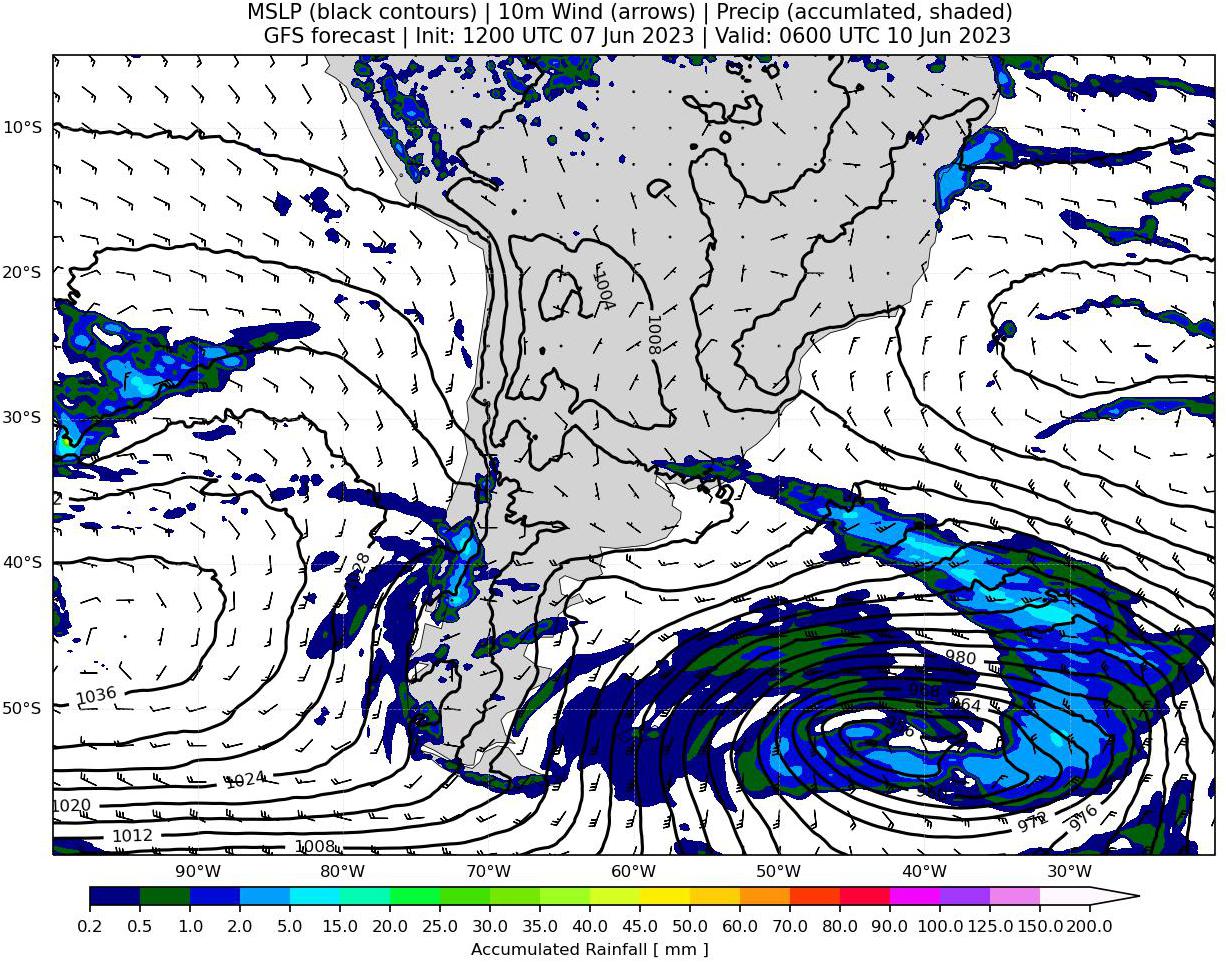 MSLP (black contours) | 10m Wind (arrows) | Precip (accumlated, shaded)
GFS forecast | Init: 1200 UTC 07 Jun 2023 | Valid: 0600 UTC 10 Jun 2023
10°S
20°S
1004
1008
30°S
40°S
980
968
964
1036
50°S
1024
1020
972
976
1012
1008
90°W
80°W
70°W
60°W
50°W
40°W
30°W
0.2 0.5 1.0 2.0 5.0 10.0 15.0 20.0 25.0 30.0 35.0 40.0 45.0 50.0 60.0 70.0 80.0 90.0 100.0 125.0 150.0 200.0
Accumulated Rainfall [ mm ]